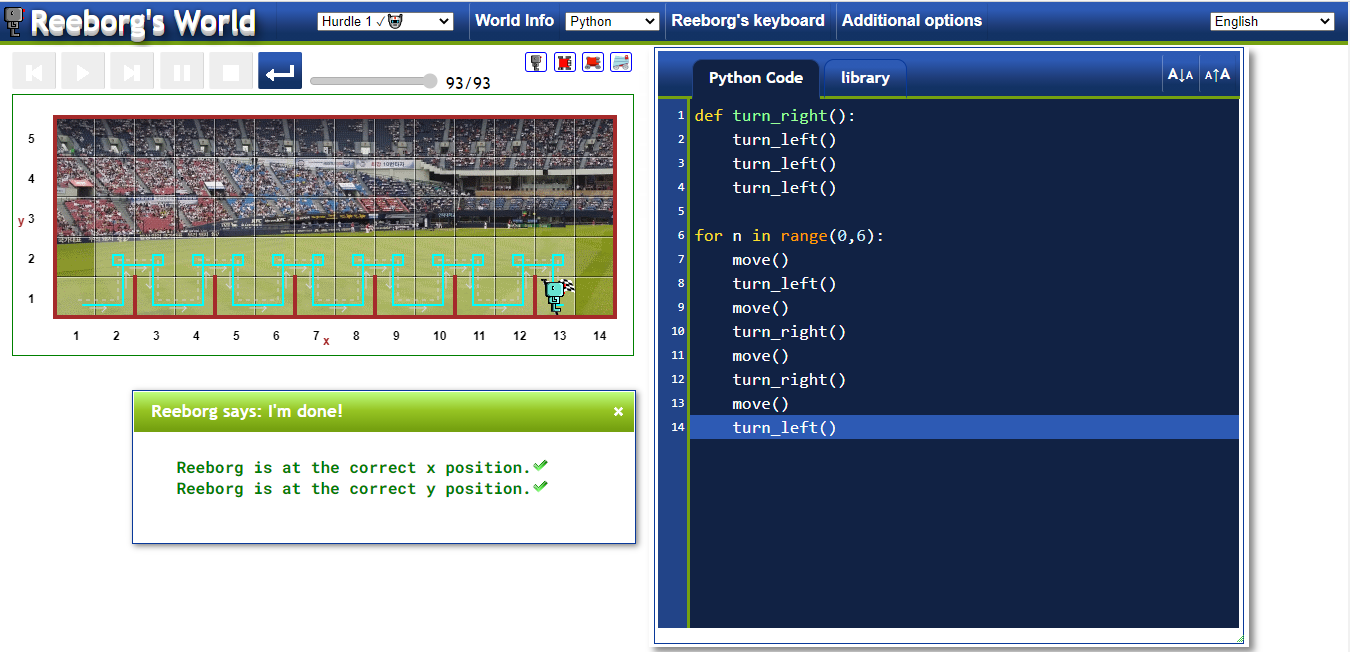 Reeborg's World
Hurdle 1 ✓
World Info
Python
Reeborg's keyboard
Additional options
English
93/93
5
4
y 3
2
1
1 2 3 4 5 6 7 8 9 10 11 12 13 14
x
Reeborg says: I'm done!
×
Reeborg is at the correct x position.✔
Reeborg is at the correct y position.✔
Python Code
library
A↓A A↑A
1 def turn_right():
2     turn_left()
3     turn_left()
4     turn_left()
5
6 for n in range(0,6):
7     move()
8     turn_left()
9     move()
10     turn_right()
11     move()
12     turn_right()
13     move()
14     turn_left()